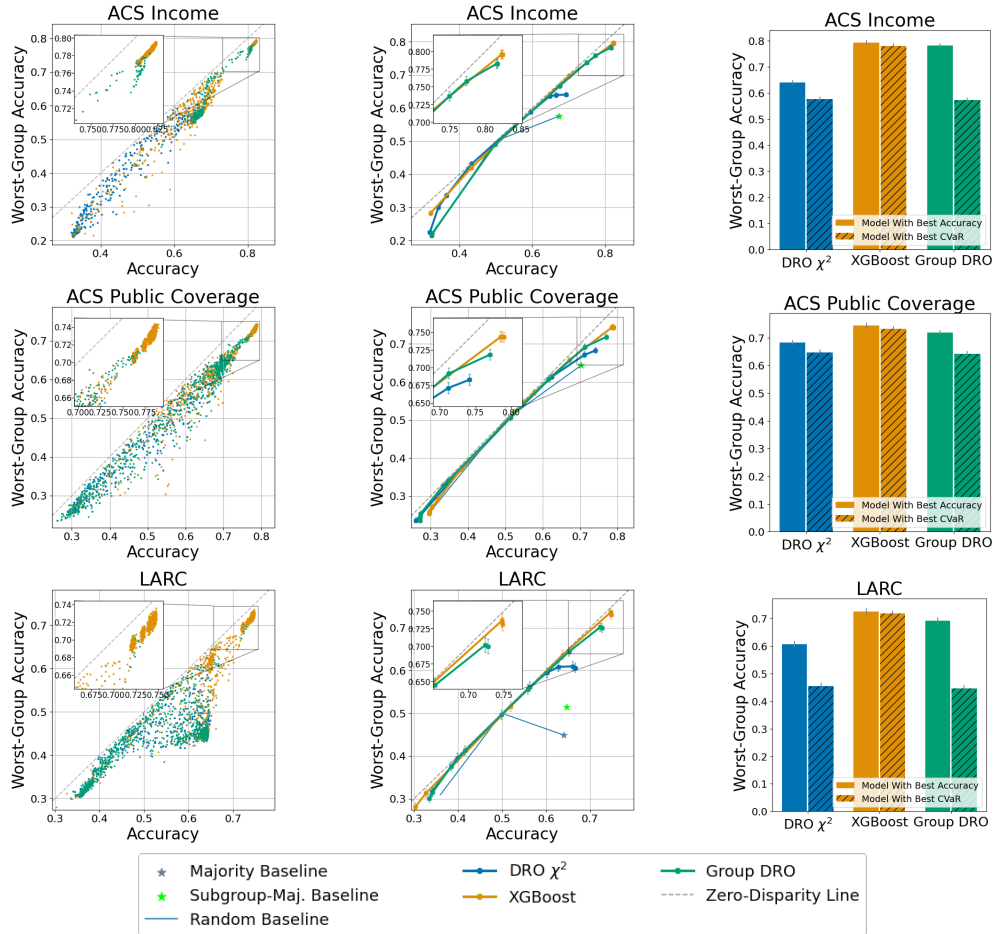 ACS Income
Worst-Group Accuracy
0.8
0.7
0.6
0.5
0.4
0.3
0.2
0.80
0.78
0.76
0.74
0.72
0.750
0.775
0.800
0.4
0.6
0.8
Accuracy
ACS Income
Worst-Group Accuracy
0.8
0.7
0.6
0.5
0.4
0.3
0.2
0.800
0.775
0.750
0.725
0.700
0.75
0.80
0.85
0.4
0.6
0.8
Accuracy
ACS Income
Worst-Group Accuracy
0.8
0.7
0.6
0.5
0.4
0.3
0.2
0.1
0.0
Model With Best Accuracy
Model With Best CVaR
DRO χ²
XGBoost
Group DRO
ACS Public Coverage
Worst-Group Accuracy
0.7
0.6
0.5
0.4
0.3
0.74
0.72
0.70
0.68
0.66
0.700
0.725
0.750
0.775
0.3
0.4
0.5
0.6
0.7
0.8
Accuracy
ACS Public Coverage
Worst-Group Accuracy
0.7
0.6
0.5
0.4
0.3
0.750
0.725
0.700
0.675
0.650
0.70
0.75
0.80
0.3
0.4
0.5
0.6
0.7
0.8
Accuracy
ACS Public Coverage
Worst-Group Accuracy
0.7
0.6
0.5
0.4
0.3
0.2
0.1
0.0
Model With Best Accuracy
Model With Best CVaR
DRO χ²
XGBoost
Group DRO
LARC
Worst-Group Accuracy
0.7
0.6
0.5
0.4
0.3
0.74
0.72
0.70
0.68
0.66
0.675
0.700
0.725
0.3
0.4
0.5
0.6
0.7
Accuracy
LARC
Worst-Group Accuracy
0.7
0.6
0.5
0.4
0.3
0.750
0.725
0.700
0.675
0.650
0.70
0.75
0.3
0.4
0.5
0.6
0.7
Accuracy
LARC
Worst-Group Accuracy
0.7
0.6
0.5
0.4
0.3
0.2
0.1
0.0
Model With Best Accuracy
Model With Best CVaR
DRO χ²
XGBoost
Group DRO
Majority Baseline
Subgroup-Maj. Baseline
Random Baseline
DRO χ²
XGBoost
Group DRO
Zero-Disparity Line